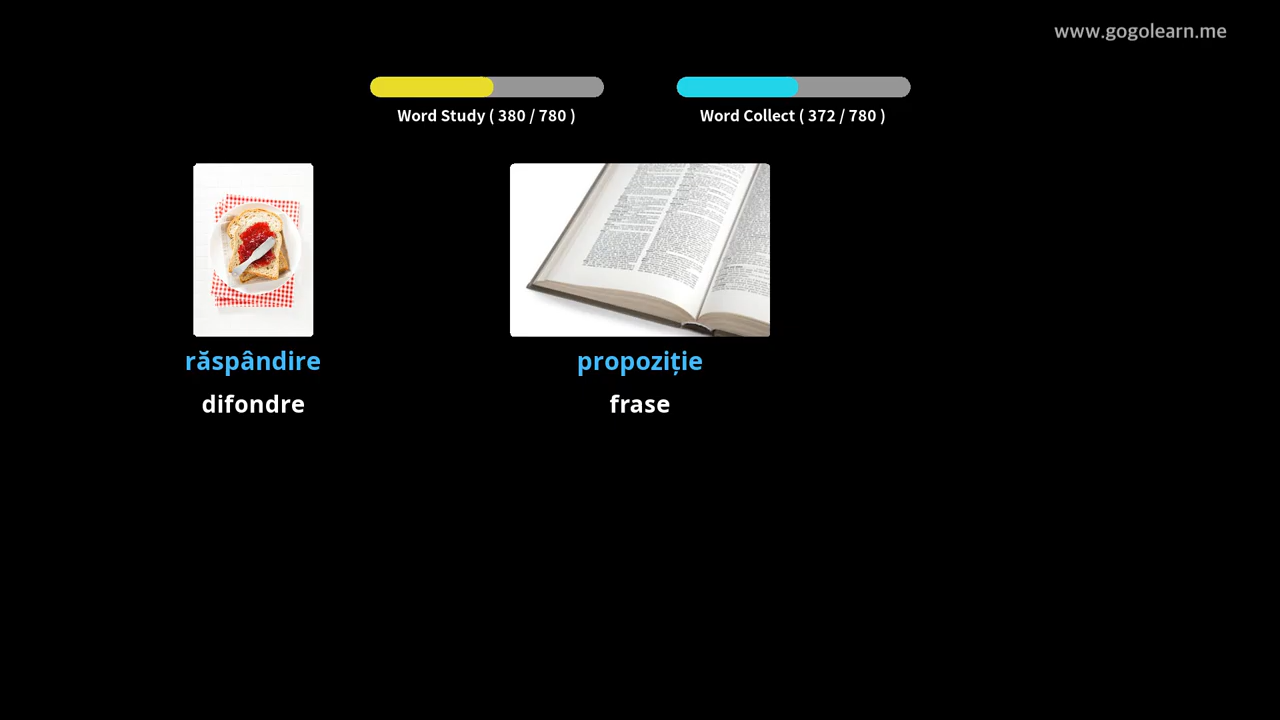 www.gogolearn.me
Word Study ( 380 / 780 )
Word Collect ( 372 / 780 )
răspândire
propoziție
difondre
frase